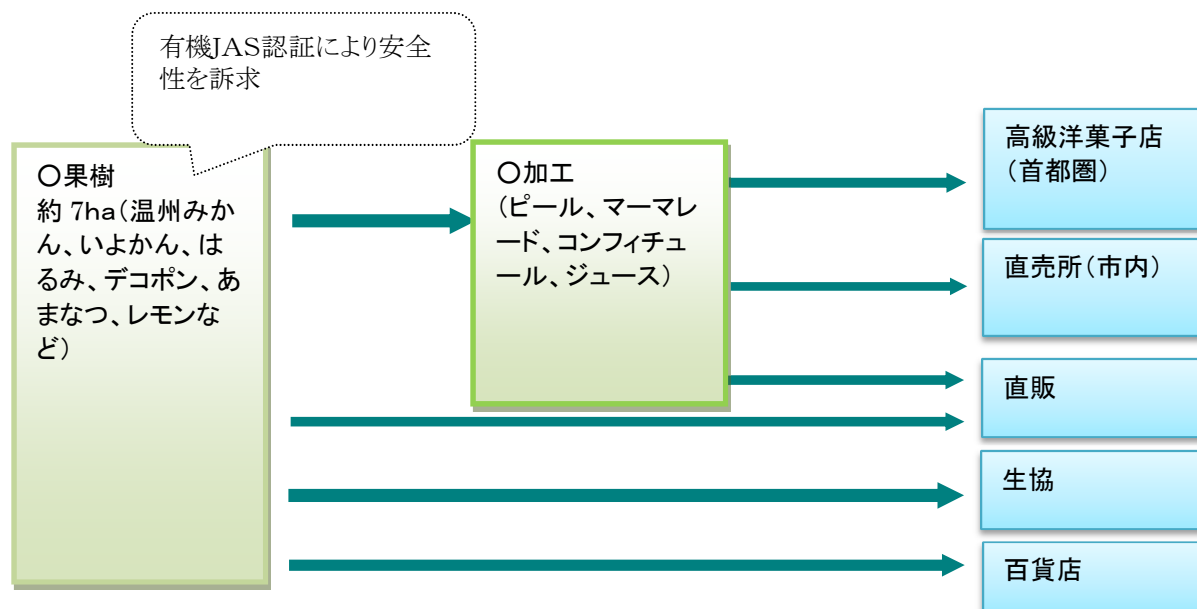 有機JAS認証により安全
性を訴求
○果樹
約 7ha(温州みか
ん、いよかん、は
るみ、デコポン、あ
まなつ、レモンな
ど)
○加工
(ピール、マーマレ
ード、コンフィチュ
ール、ジュース)
高級洋菓子店
(首都圏)
直売所(市内)
直販
生協
百貨店